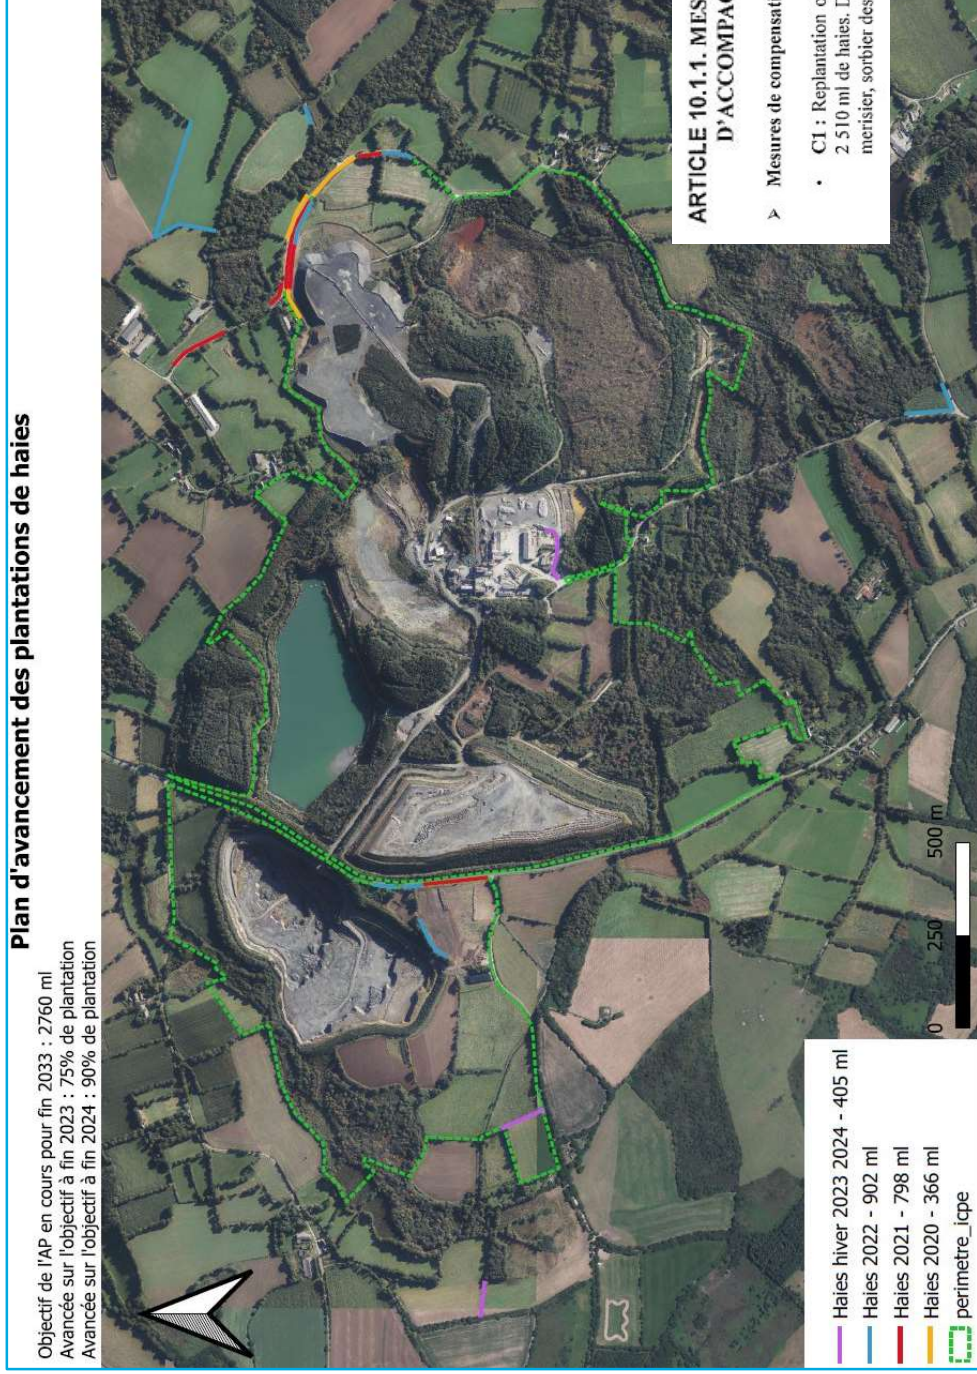 Plan d'avancement des plantations de haies
Objectif de l'AP en cours pour fin 2033 : 2760 ml
Avancée sur l'objectif à fin 2023 : 75% de plantation
Avancée sur l'objectif à fin 2024 : 90% de plantation
Haies hiver 2023 2024 - 405 ml
Haies 2022 - 902 ml
Haies 2021 - 798 ml
Haies 2020 - 366 ml
perimetre_icpe
0 250 500 m
ARTICLE 10.1.1. MES
D'ACCOMPAG
➢ Mesures de compensati
• C1 : Replantation o
2 510 ml de haies. D
merisier, sorbier des